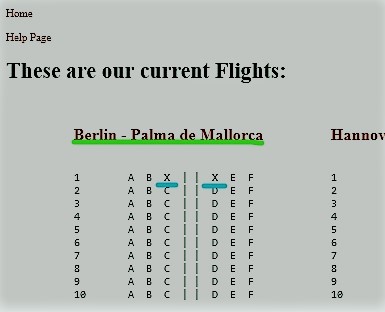 Home
Help Page
These are our current Flights:
Berlin - Palma de Mallorca Hannov
1 A B X | | X E F 1
2 A B C | | D E F 2
3 A B C | | D E F 3
4 A B C | | D E F 4
5 A B C | | D E F 5
6 A B C | | D E F 6
7 A B C | | D E F 7
8 A B C | | D E F 8
9 A B C | | D E F 9
10 A B C | | D E F 10